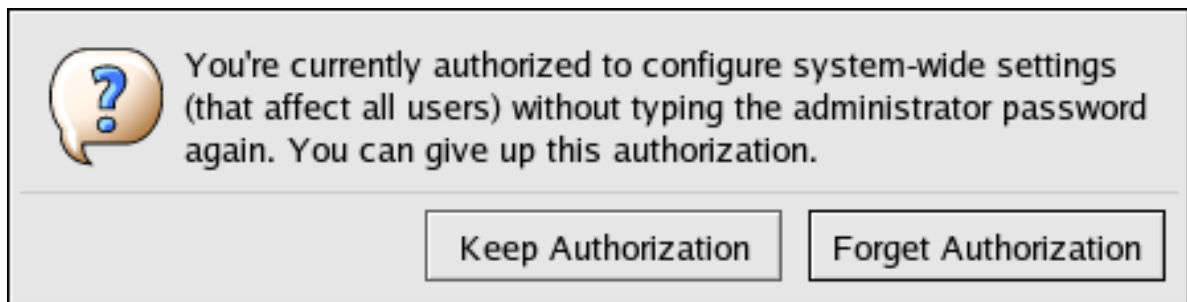 You're currently authorized to configure system-wide settings
(that affect all users) without typing the administrator password
again. You can give up this authorization.
Keep Authorization
Forget Authorization